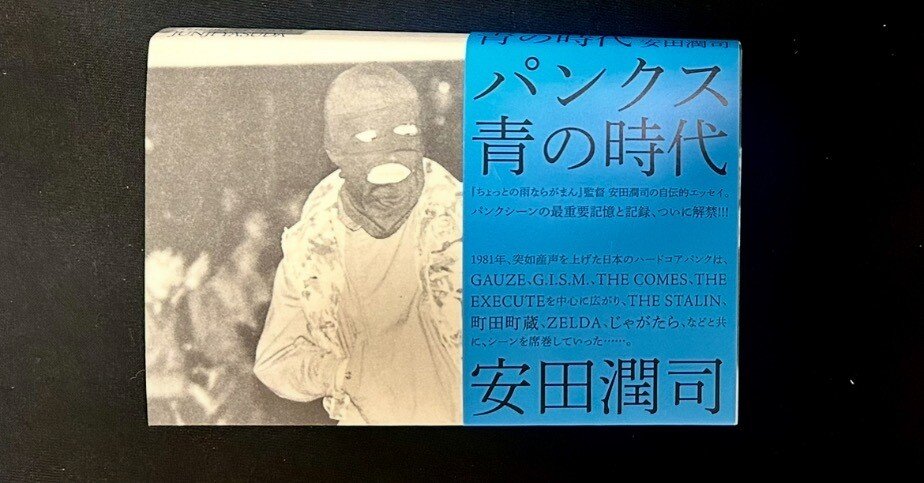 JUNJI YASUDA
青の時代 安田潤司
パンクス
青の時代
『ちょっとの雨ならがまん』監督 安田潤司の自伝的エッセイ。
パンクシーンの最重要記憶と記録、ついに解禁!!!
1981年、突如産声を上げた日本のハードコアパンクは、
GAUZE、G.I.S.M.、THE COMES、THE
EXECUTEを中心に広がり、THE STALIN、
町田町蔵、ZELDA、じゃがたら、などと共
に、シーンを席巻していった……。
安田潤司